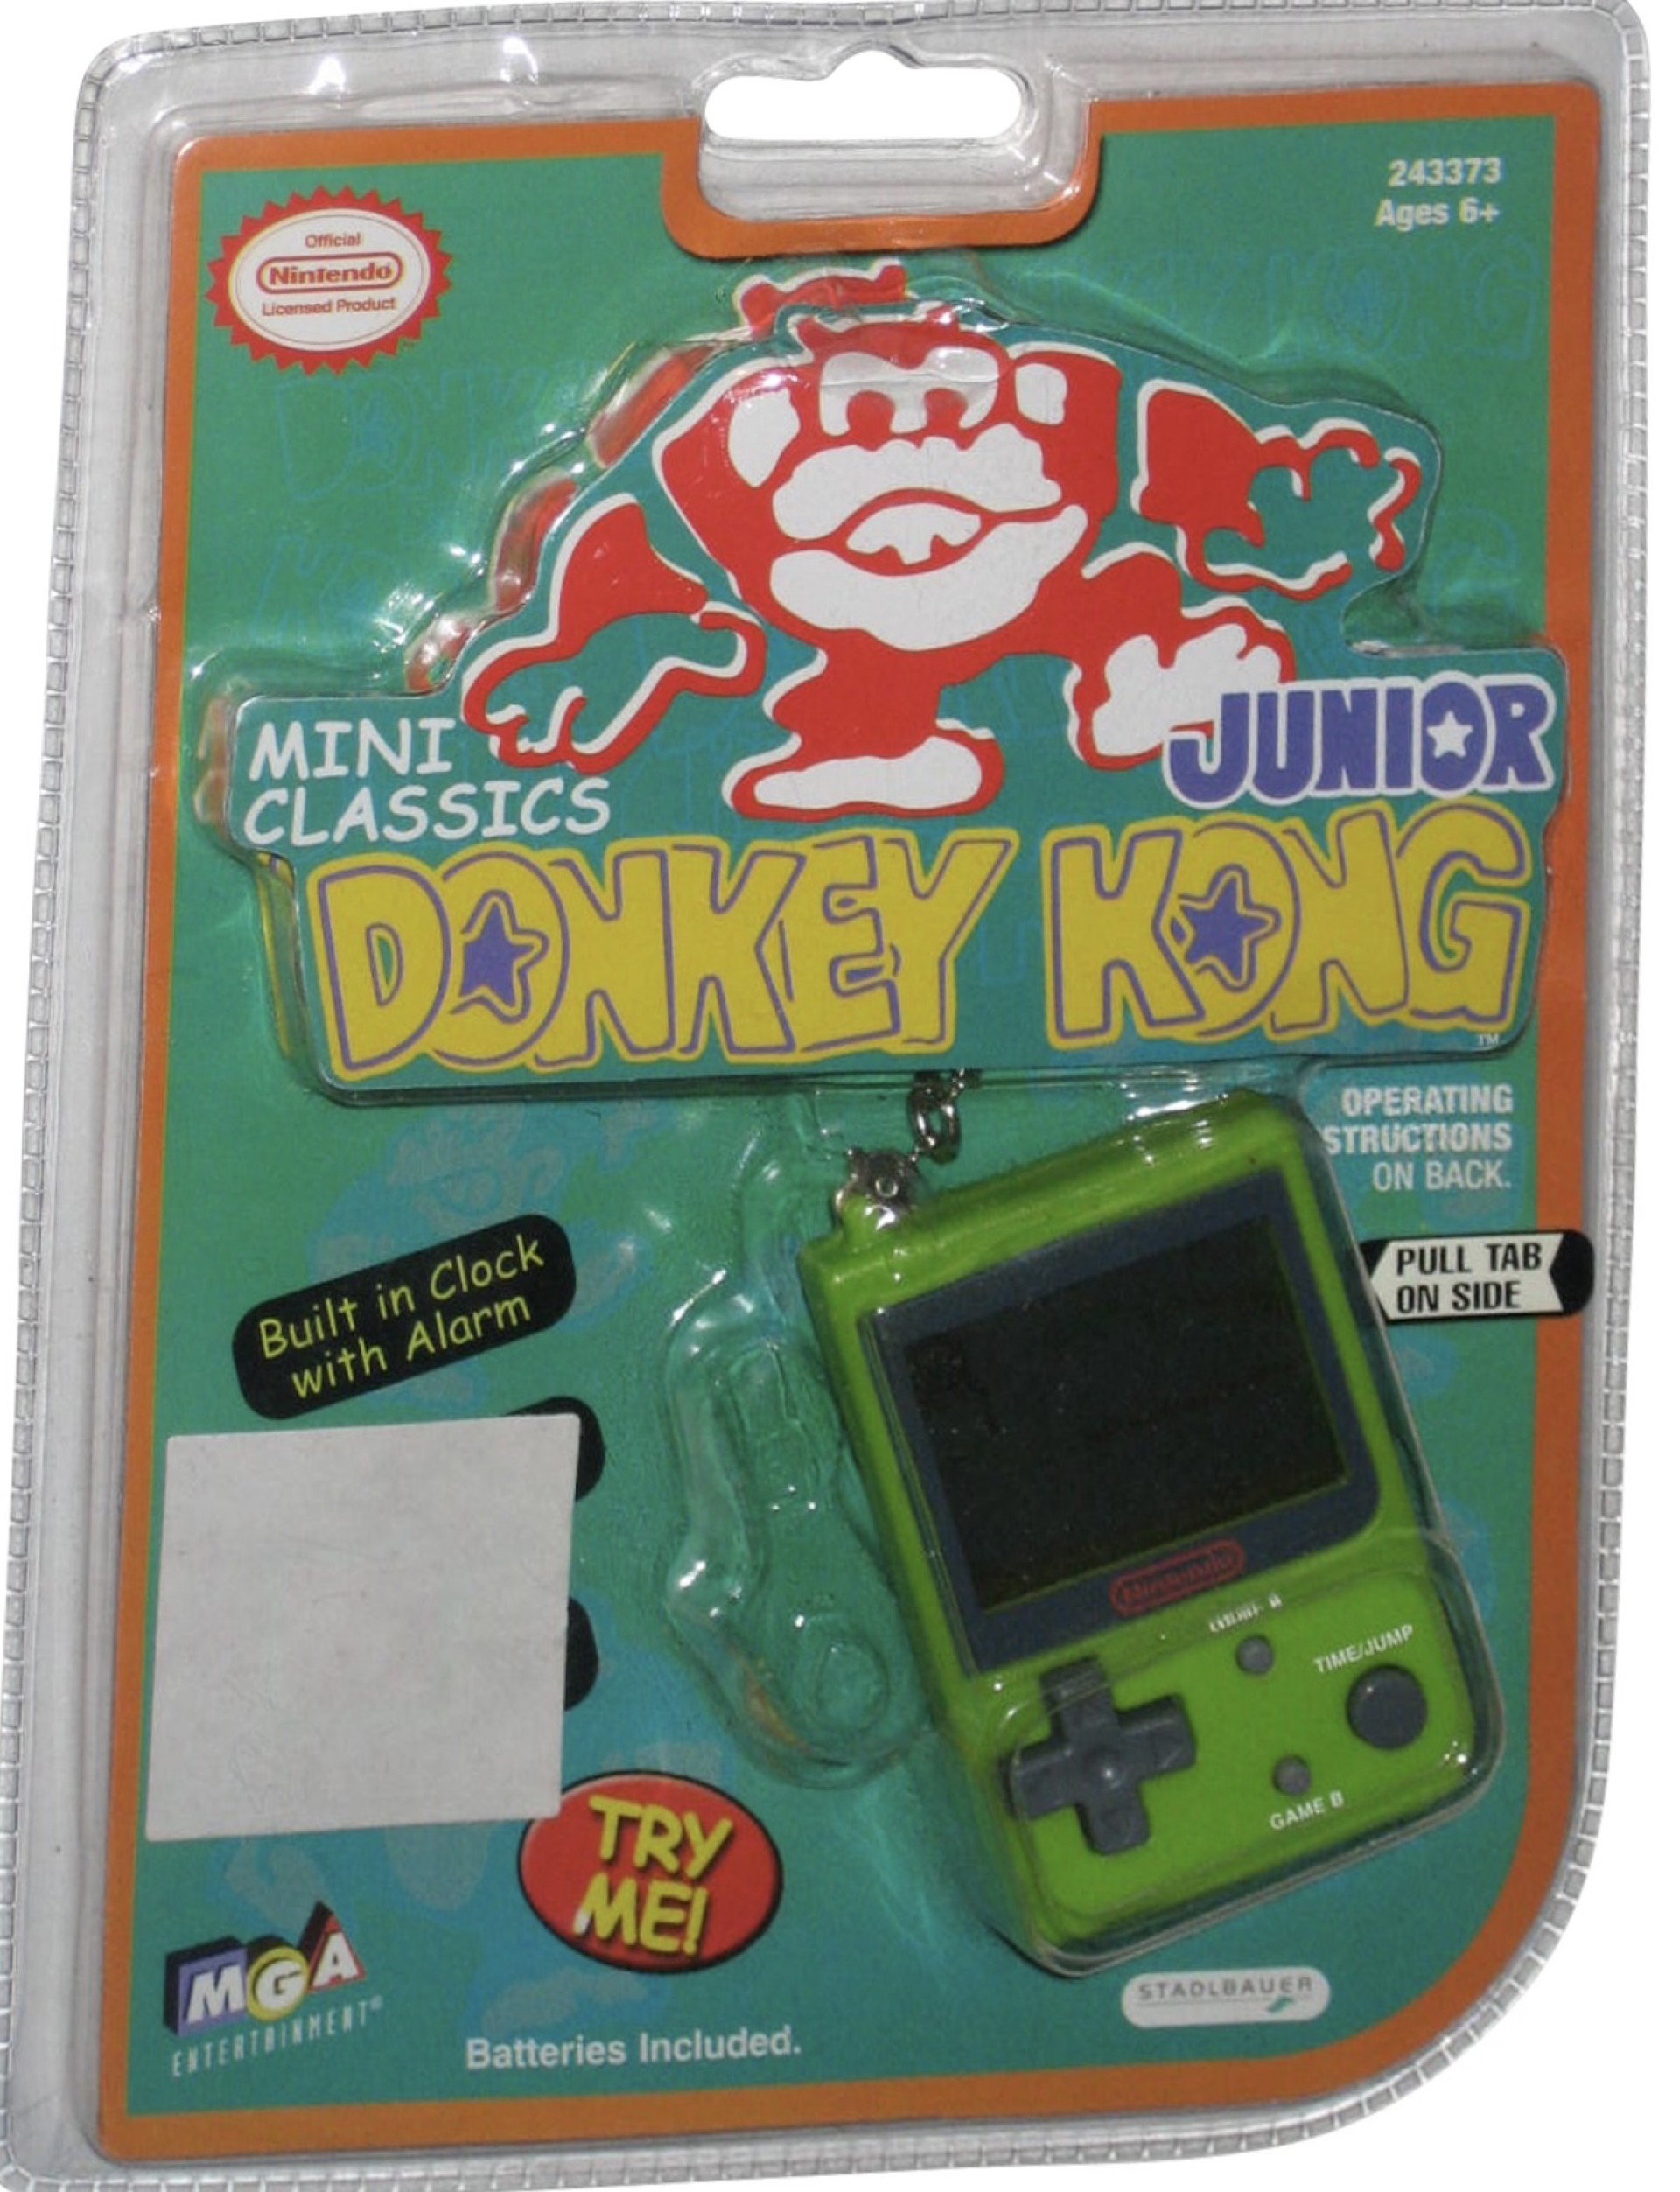 243373
Ages 6+
Official
Nintendo
Licensed Product
MINI
CLASSICS
JUNIOR
DONKEY KONG
TM
OPERATING
STRUCTIONS
ON BACK.
PULL TAB
ON SIDE
Built in Clock
with Alarm
Nintendo
TIME/JUMP
GAME B
TRY
ME!
MGA
ENTERTAINMENT®
STADLBAUER
Batteries Included.